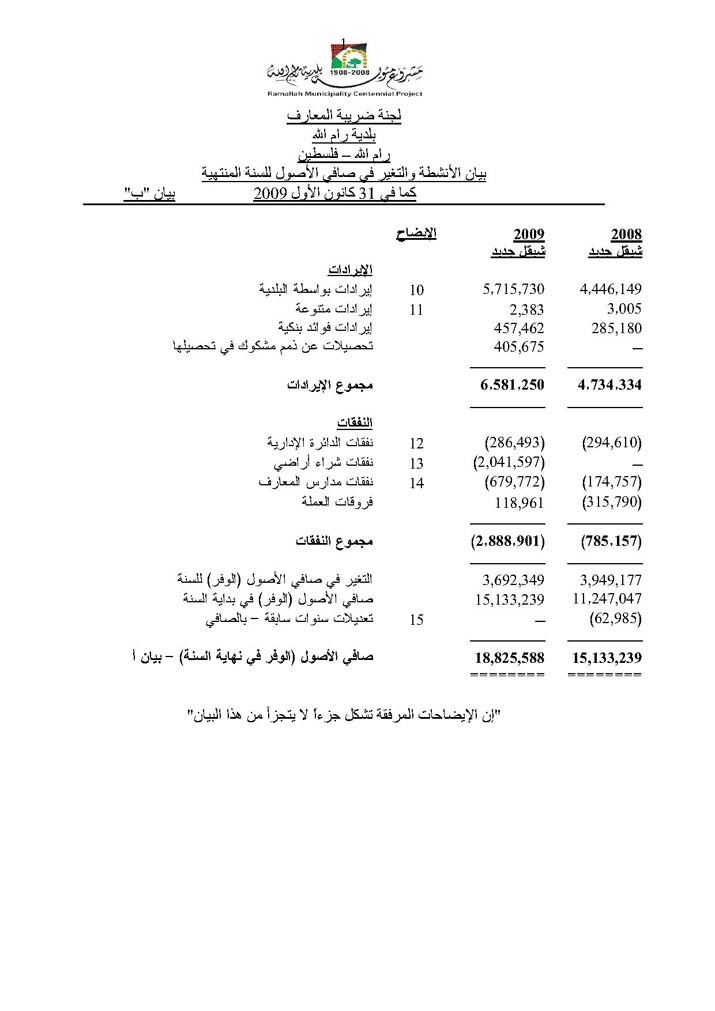 1
مشروع مئوية بلدية رام الله
1908-2008
Ramallah Municipality Centennial Project
لجنة ضريبة المعارف
بلدية رام الله
رام الله – فلسطين
بيان الأنشطة والتغير في صافي الأصول للسنة المنتهية
كما في 31 كانون الأول 2009 بيان "ب"
الإيضاح 2009 2008
شيقل جديد شيقل جديد
الإيرادات
إيرادات بواسطة البلدية 10 5,715,730 4,446,149
إيرادات متنوعة 11 2,383 3,005
إيرادات فوائد بنكية 457,462 285,180
تحصيلات عن ذمم مشكوك في تحصيلها 405,675 –
مجموع الإيرادات 6,581,250 4,734,334
النفقات
نفقات الدائرة الإدارية 12 (286,493) (294,610)
نفقات شراء أراضي 13 (2,041,597) –
نفقات مدارس المعارف 14 (679,772) (174,757)
فروقات العملة 118,961 (315,790)
مجموع النفقات (2,888,901) (785,157)
التغير في صافي الأصول (الوفر) للسنة 3,692,349 3,949,177
صافي الأصول (الوفر) في بداية السنة 15,133,239 11,247,047
تعديلات سنوات سابقة – بالصافي 15 – (62,985)
صافي الأصول (الوفر في نهاية السنة) – بيان أ 18,825,588 15,133,239
======== ========
"إن الإيضاحات المرفقة تشكل جزءاً لا يتجزأ من هذا البيان"